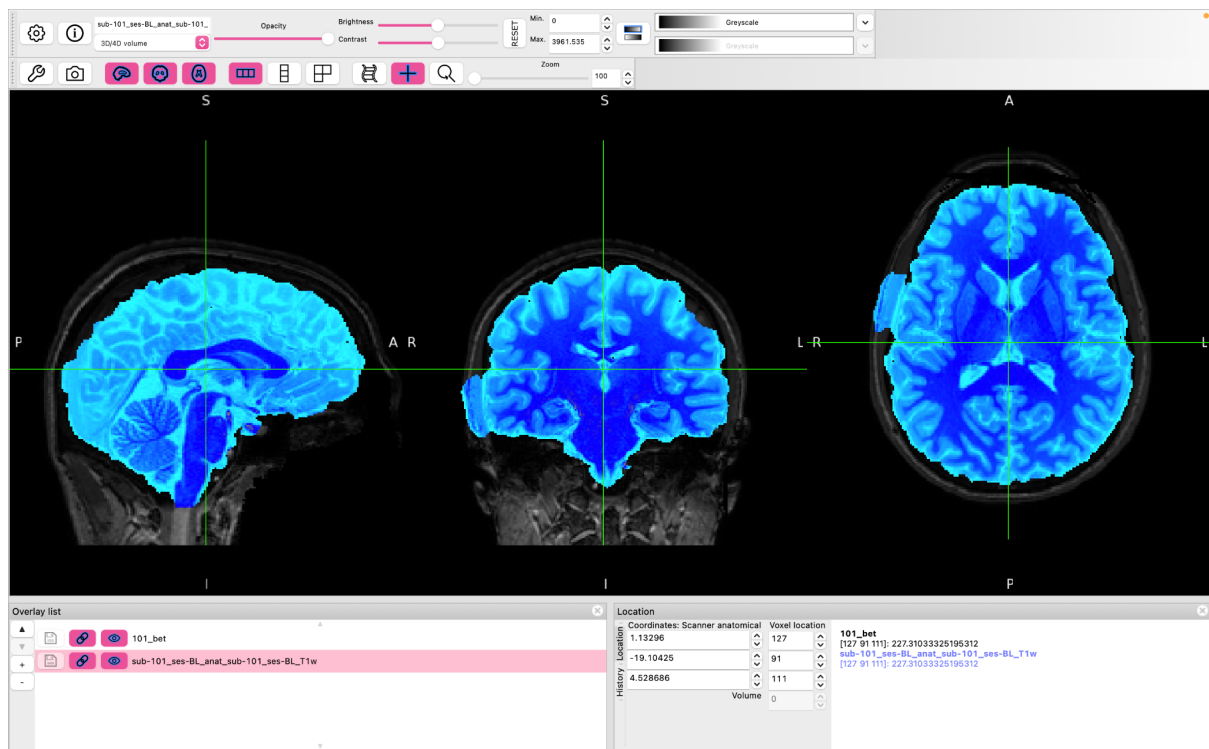 sub-101_ses-BL_anat_sub-101_
3D/4D volume
Opacity
Brightness
Contrast
RESET
Min. 0
Max. 3961.535
Greyscale
Greyscale
Zoom
100
S
S
A
P
A R
L R
L
I
I
P
Overlay list
101_bet
sub-101_ses-BL_anat_sub-101_ses-BL_T1w
+
-
Location
Location
History
Coordinates: Scanner anatomical
Voxel location
1.13296
127
-19.10425
91
4.528686
111
Volume
0
101_bet
[127 91 111]: 227.31033325195312
sub-101_ses-BL_anat_sub-101_ses-BL_T1w
[127 91 111]: 227.31033325195312